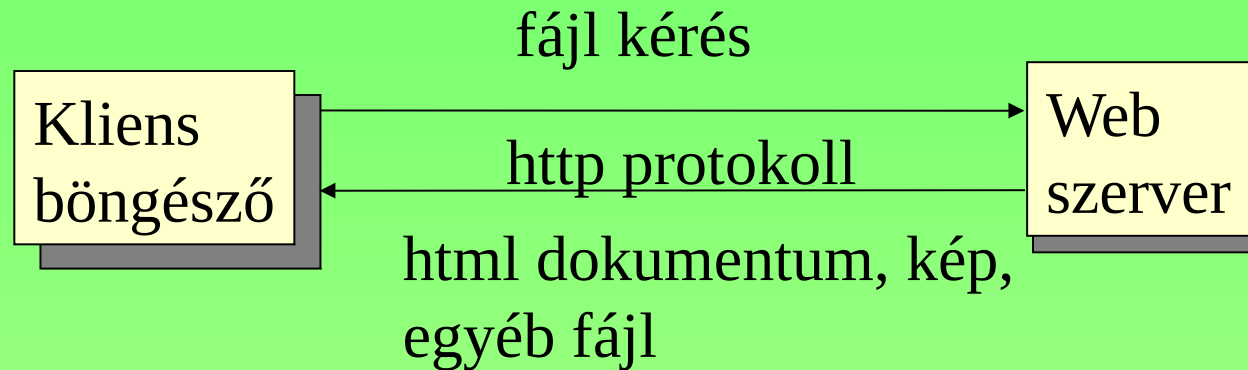 fájl kérés
Kliens
böngésző
Web
szerver
http protokoll
html dokumentum, kép,
egyéb fájl